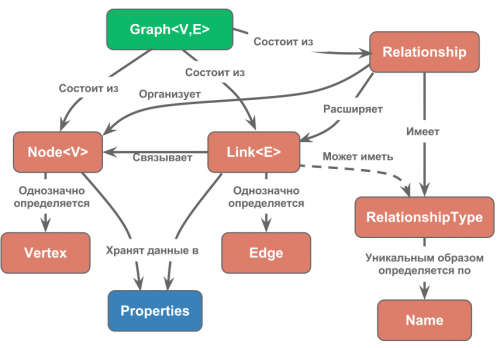 Graph<V,E>
Состоит из
Relationship
Состоит из
Состоит из
Организует
Расширяет
Имеет
Node<V>
Связывает
Link<E>
Может иметь
Однозначно
определяется
Однозначно
определяется
RelationshipType
Vertex
Хранят данные в
Edge
Уникальным образом
определяется по
Properties
Name